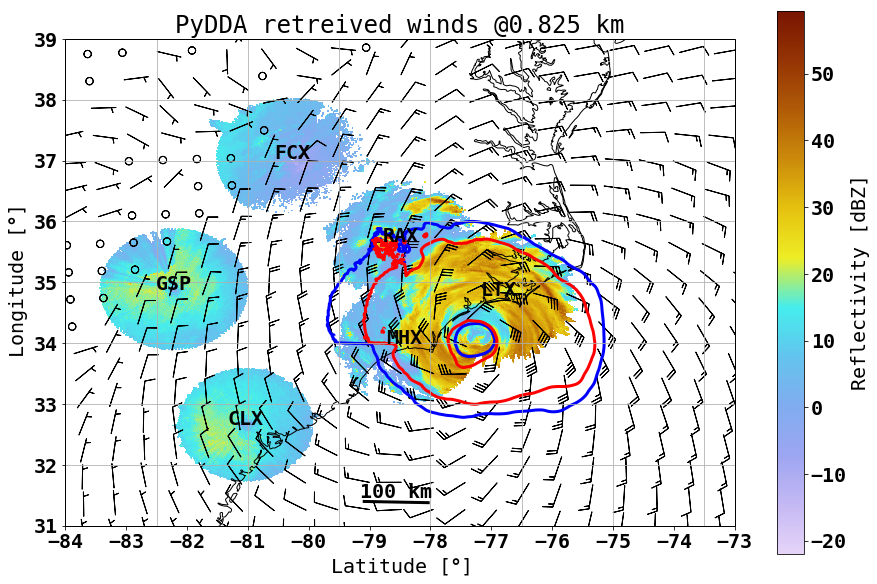 PyDDA retreived winds @0.825 km
39
38
37
36
35
34
33
32
31
Longitude [°]
FCX
RAX
GSP
LTX
MHX
CLX
100 km
−84
−83
−82
−81
−80
−79
−78
−77
−76
−75
−74
−73
Latitude [°]
50
40
30
20
10
0
−10
−20
Reflectivity [dBZ]